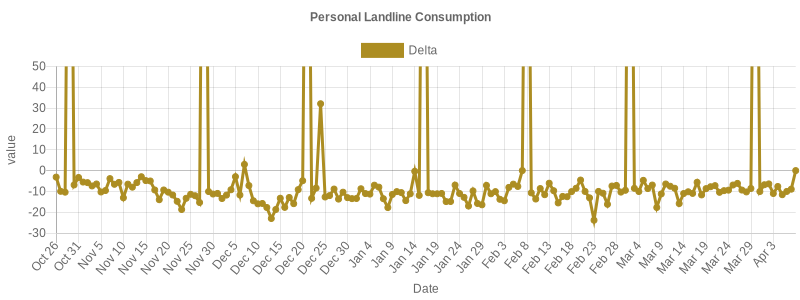 Personal Landline Consumption
Delta
50
40
30
20
10
0
-10
-20
-30
value
Oct 26
Oct 31
Nov 5
Nov 10
Nov 15
Nov 20
Nov 25
Nov 30
Dec 5
Dec 10
Dec 15
Dec 20
Dec 25
Dec 30
Jan 4
Jan 9
Jan 14
Jan 19
Jan 24
Jan 29
Feb 3
Feb 8
Feb 13
Feb 18
Feb 23
Feb 28
Mar 4
Mar 9
Mar 14
Mar 19
Mar 24
Mar 29
Apr 3
Date